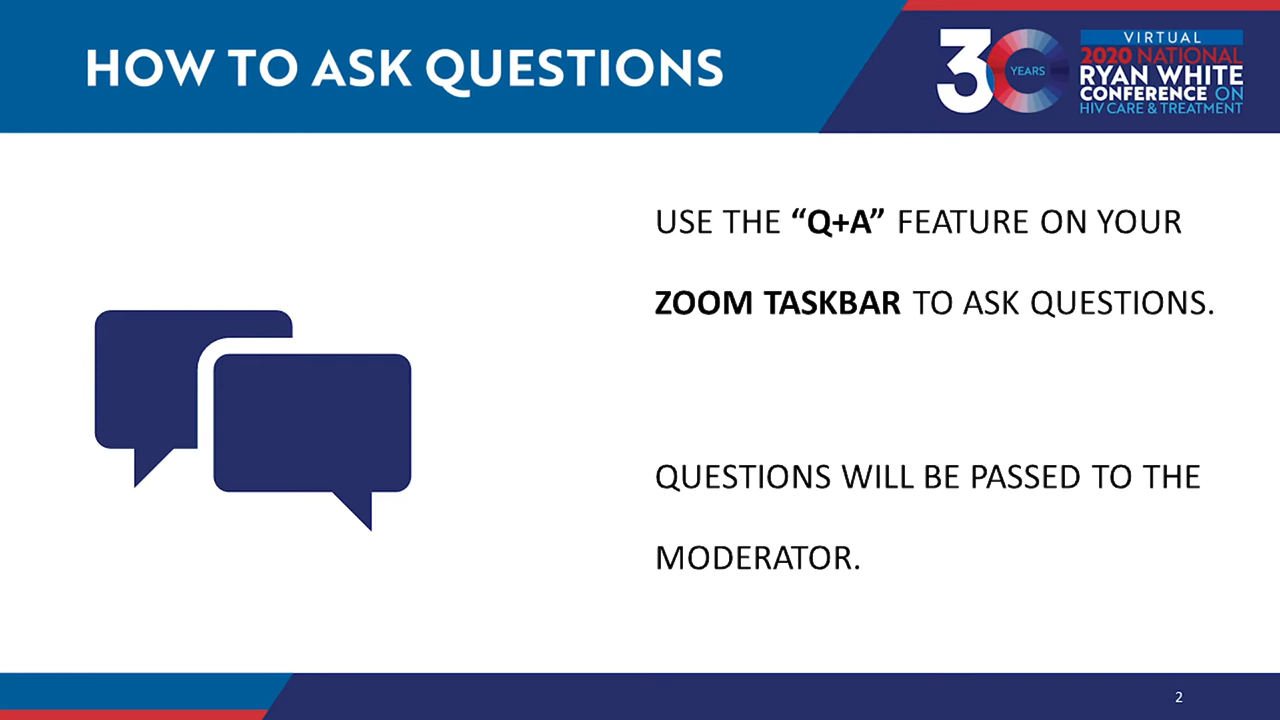 HOW TO ASK QUESTIONS
30
YEARS
VIRTUAL
2020 NATIONAL
RYAN WHITE
CONFERENCE ON
HIV CARE & TREATMENT
USE THE “Q+A” FEATURE ON YOUR
ZOOM TASKBAR TO ASK QUESTIONS.
QUESTIONS WILL BE PASSED TO THE
MODERATOR.
2